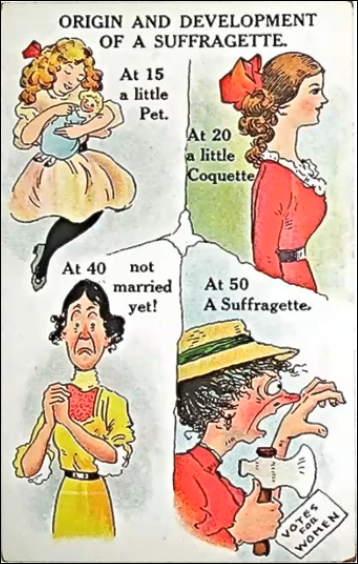 ORIGIN AND DEVELOPMENT
OF A SUFFRAGETTE.
At 15
a little
Pet.
At 20
a little
Coquette
At 40 not
married
yet!
At 50
A Suffragette.
VOTES
FOR
WOMEN